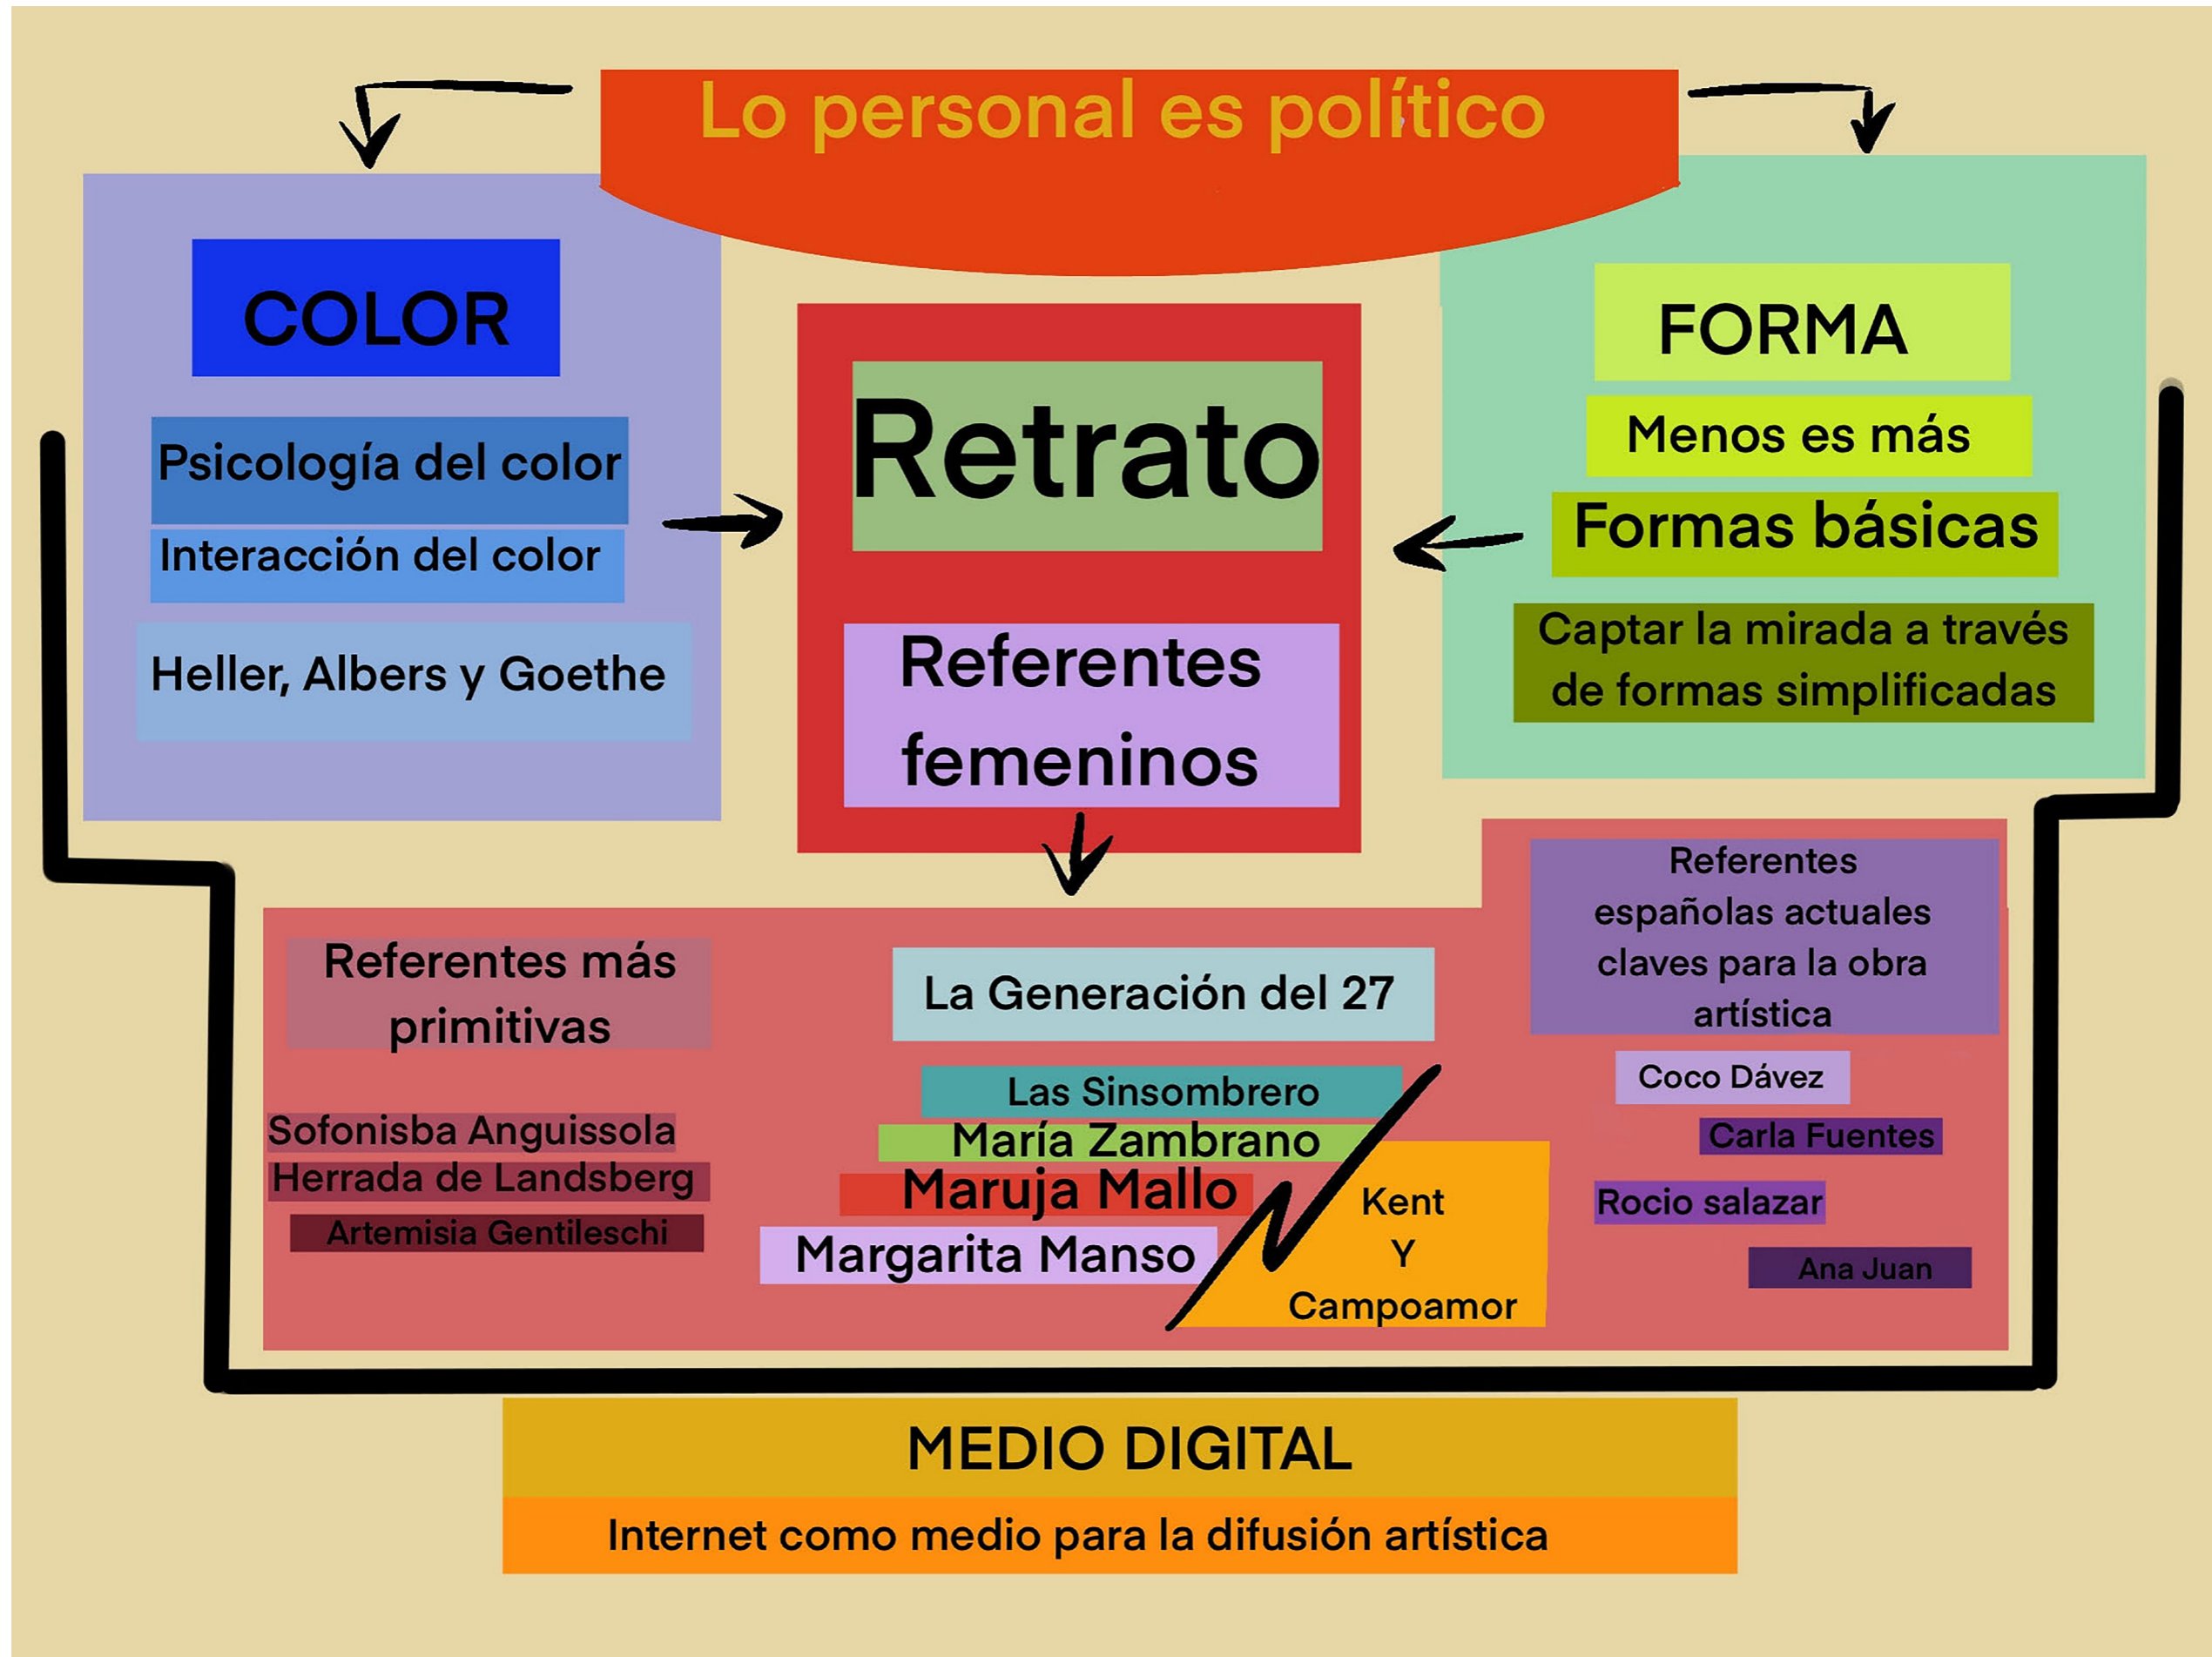 Lo personal es político
COLOR
Psicología del color
Interacción del color
Heller, Albers y Goethe
Retrato
Referentes
femeninos
FORMA
Menos es más
Formas básicas
Captar la mirada a través
de formas simplificadas
Referentes más
primitivas
Sofonisba Anguissola
Herrada de Landsberg
Artemisia Gentileschi
La Generación del 27
Las Sinsombrero
María Zambrano
Maruja Mallo
Margarita Manso
Kent
Y
Campoamor
Referentes
españolas actuales
claves para la obra
artística
Coco Dávez
Carla Fuentes
Rocio salazar
Ana Juan
MEDIO DIGITAL
Internet como medio para la difusión artística